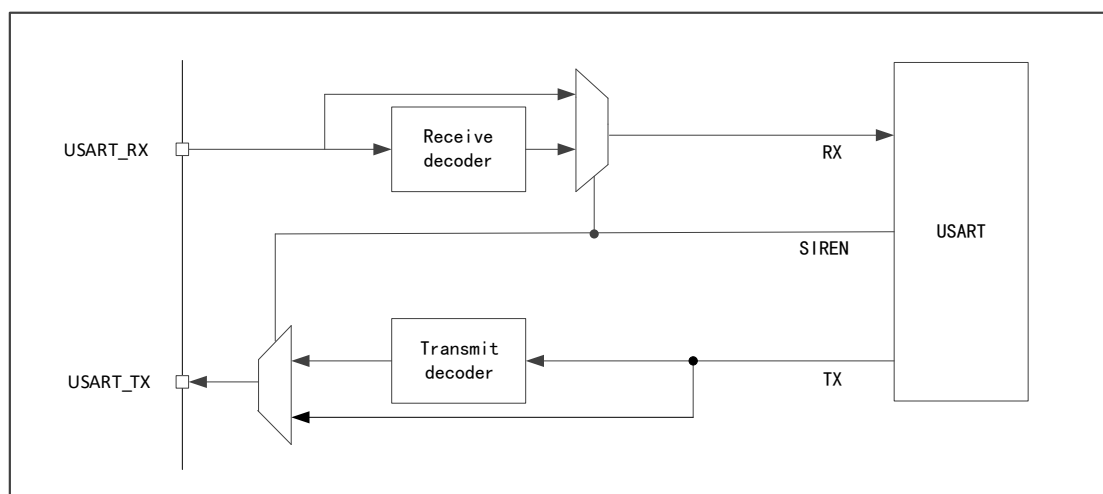 Receive
decoder
USART_RX
RX
USART
SIREN
Transmit
decoder
TX
USART_TX